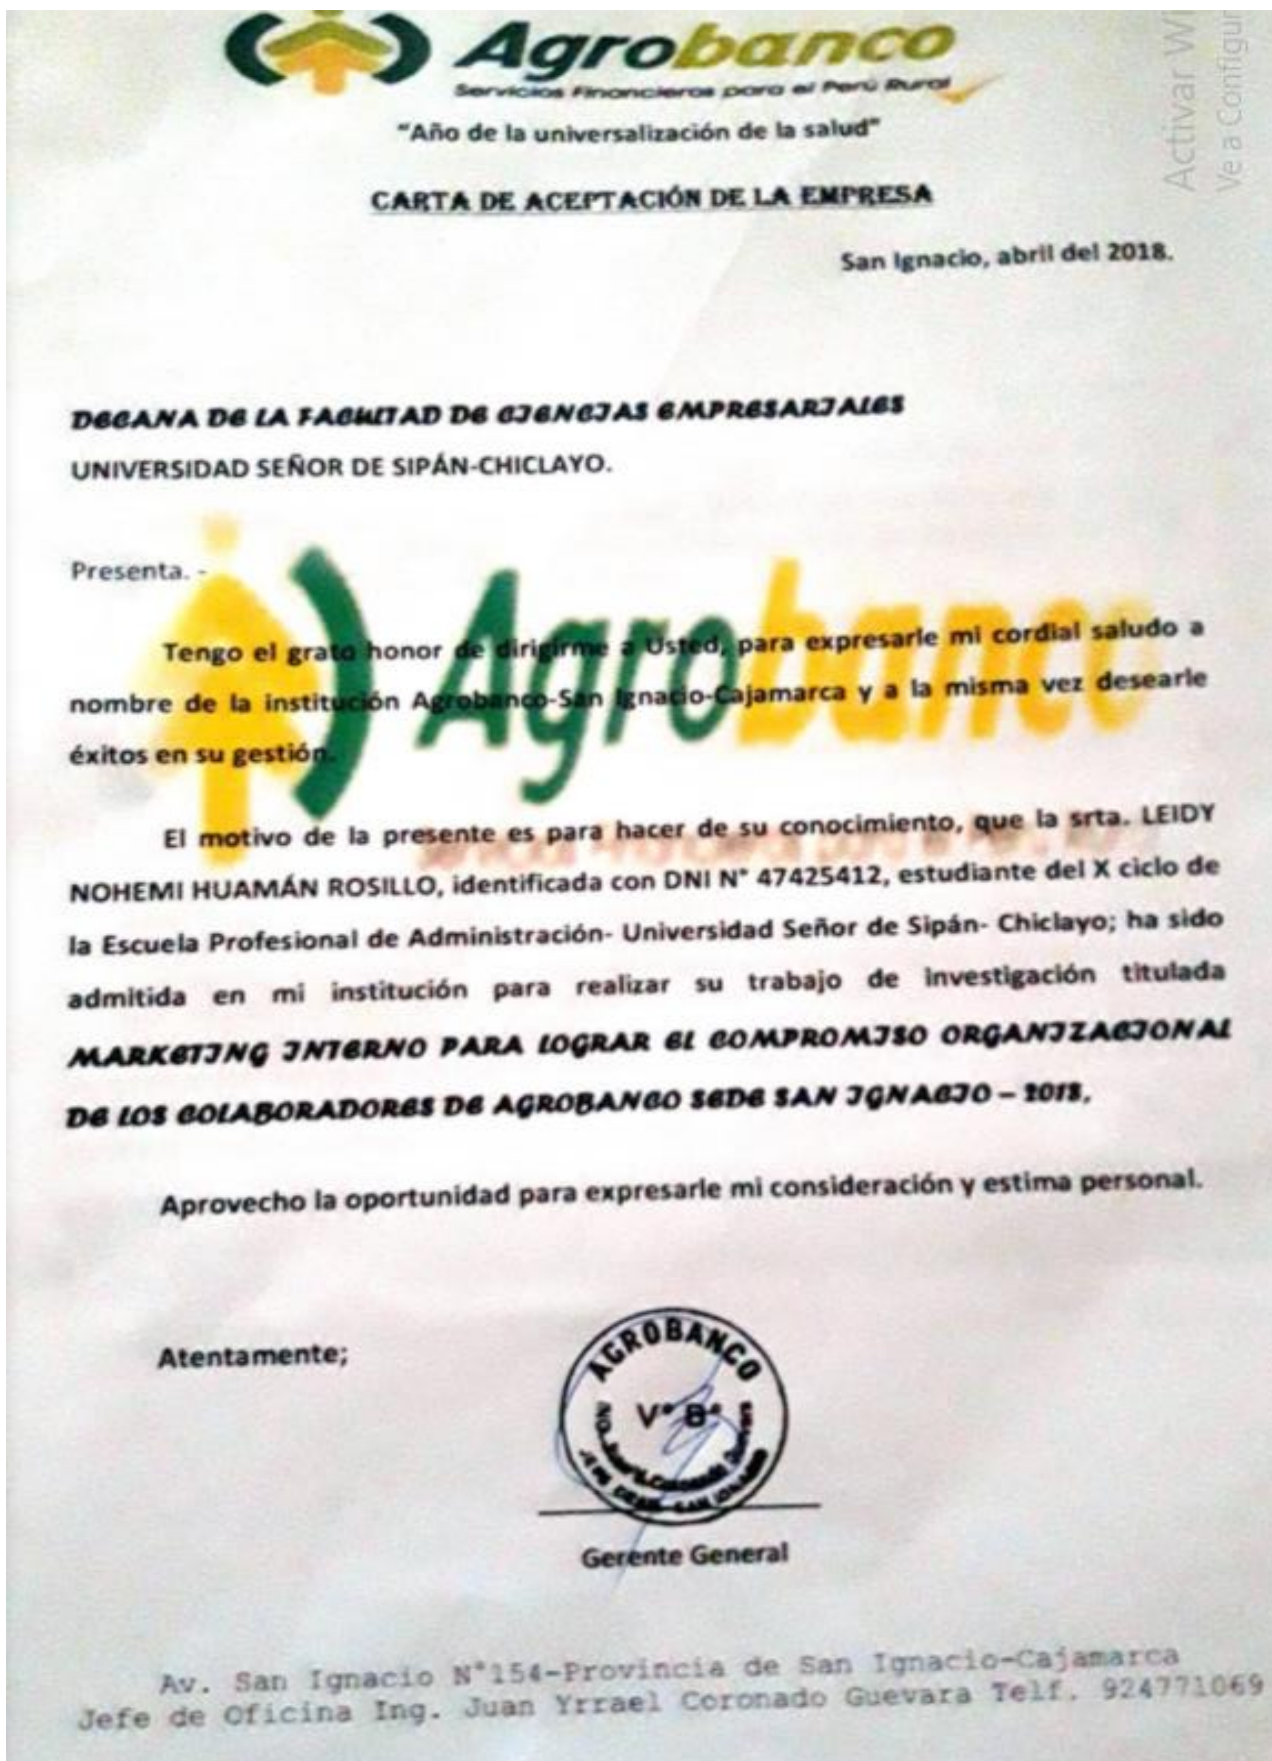 Agrobanco
Servicios Financieros para el Perú Rural
"Año de la universalización de la salud"
CARTA DE ACEPTACIÓN DE LA EMPRESA
San Ignacio, abril del 2018.
DECANA DE LA FACULTAD DE CIENCIAS EMPRESARIALES
UNIVERSIDAD SEÑOR DE SIPÁN-CHICLAYO.
Presenta. -
Agrobanco
Tengo el grato honor de dirigirme a Usted, para expresarle mi cordial saludo a
nombre de la institución Agrobanco-San Ignacio-Cajamarca y a la misma vez desearle
éxitos en su gestión.
El motivo de la presente es para hacer de su conocimiento, que la srta. LEIDY
NOHEMI HUAMÁN ROSILLO, identificada con DNI N° 47425412, estudiante del X ciclo de
la Escuela Profesional de Administración- Universidad Señor de Sipán- Chiclayo; ha sido
admitida en mi institución para realizar su trabajo de investigación titulada
MARKETING INTERNO PARA LOGRAR EL COMPROMISO ORGANIZACIONAL
DE LOS COLABORADORES DE AGROBANCO SEDE SAN IGNACIO – 2018.
Aprovecho la oportunidad para expresarle mi consideración y estima personal.
Atentamente;
AGROBANCO
V° B°
Gerente General
Av. San Ignacio N°154-Provincia de San Ignacio-Cajamarca
Jefe de Oficina Ing. Juan Yrrael Coronado Guevara Telf. 924771069
Activar Wi
Ve a Configur